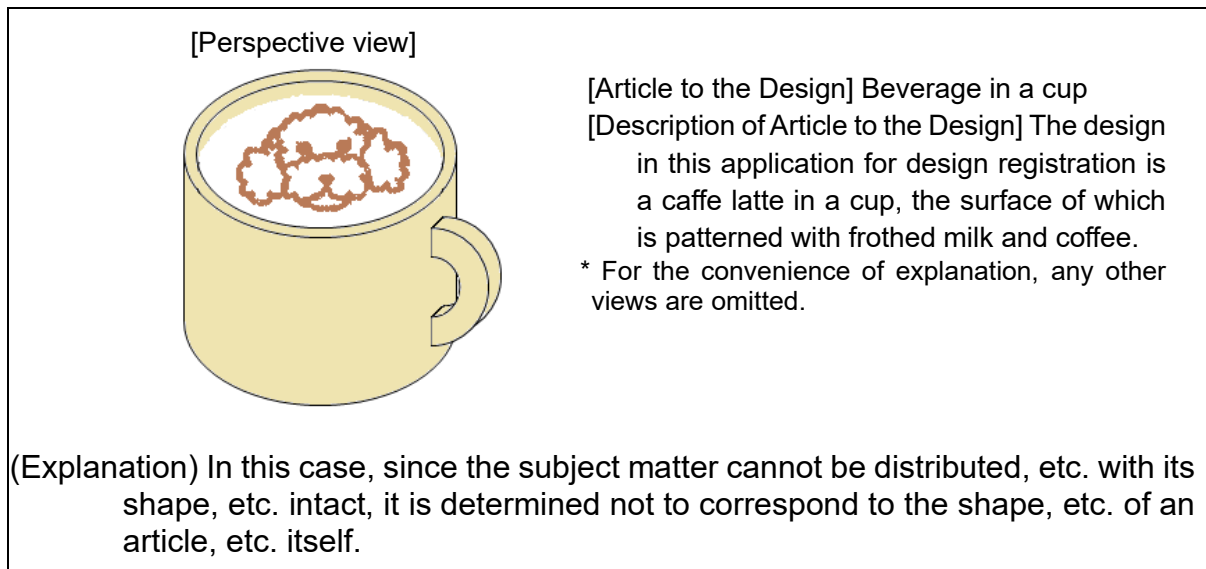 [Perspective view]
[Article to the Design] Beverage in a cup
[Description of Article to the Design] The design
in this application for design registration is
a caffe latte in a cup, the surface of which
is patterned with frothed milk and coffee.
* For the convenience of explanation, any other
views are omitted.
(Explanation) In this case, since the subject matter cannot be distributed, etc. with its
shape, etc. intact, it is determined not to correspond to the shape, etc. of an
article, etc. itself.